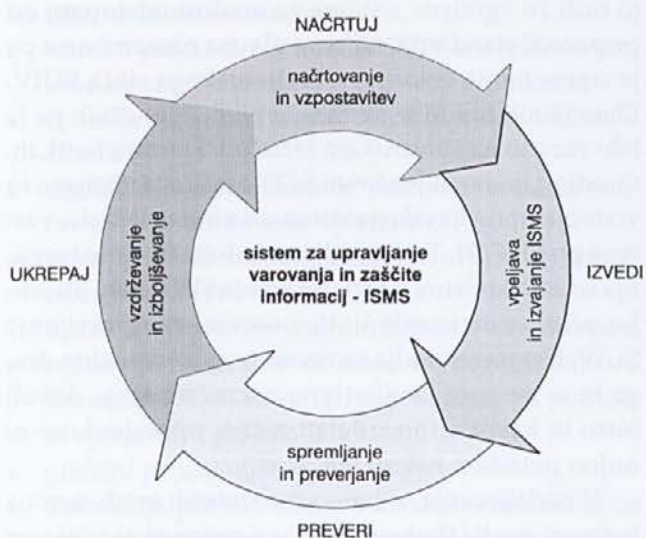 NAČRTUJ
načrtovanje
in vzpostavitev
UKREPAJ
vzdrževanje
in izboljševanje
sistem za upravljanje
varovanja in zaščite
informacij - ISMS
vpeljava
in izvajanje ISMS
IZVEDI
spremljanje
in preverjanje
PREVERI